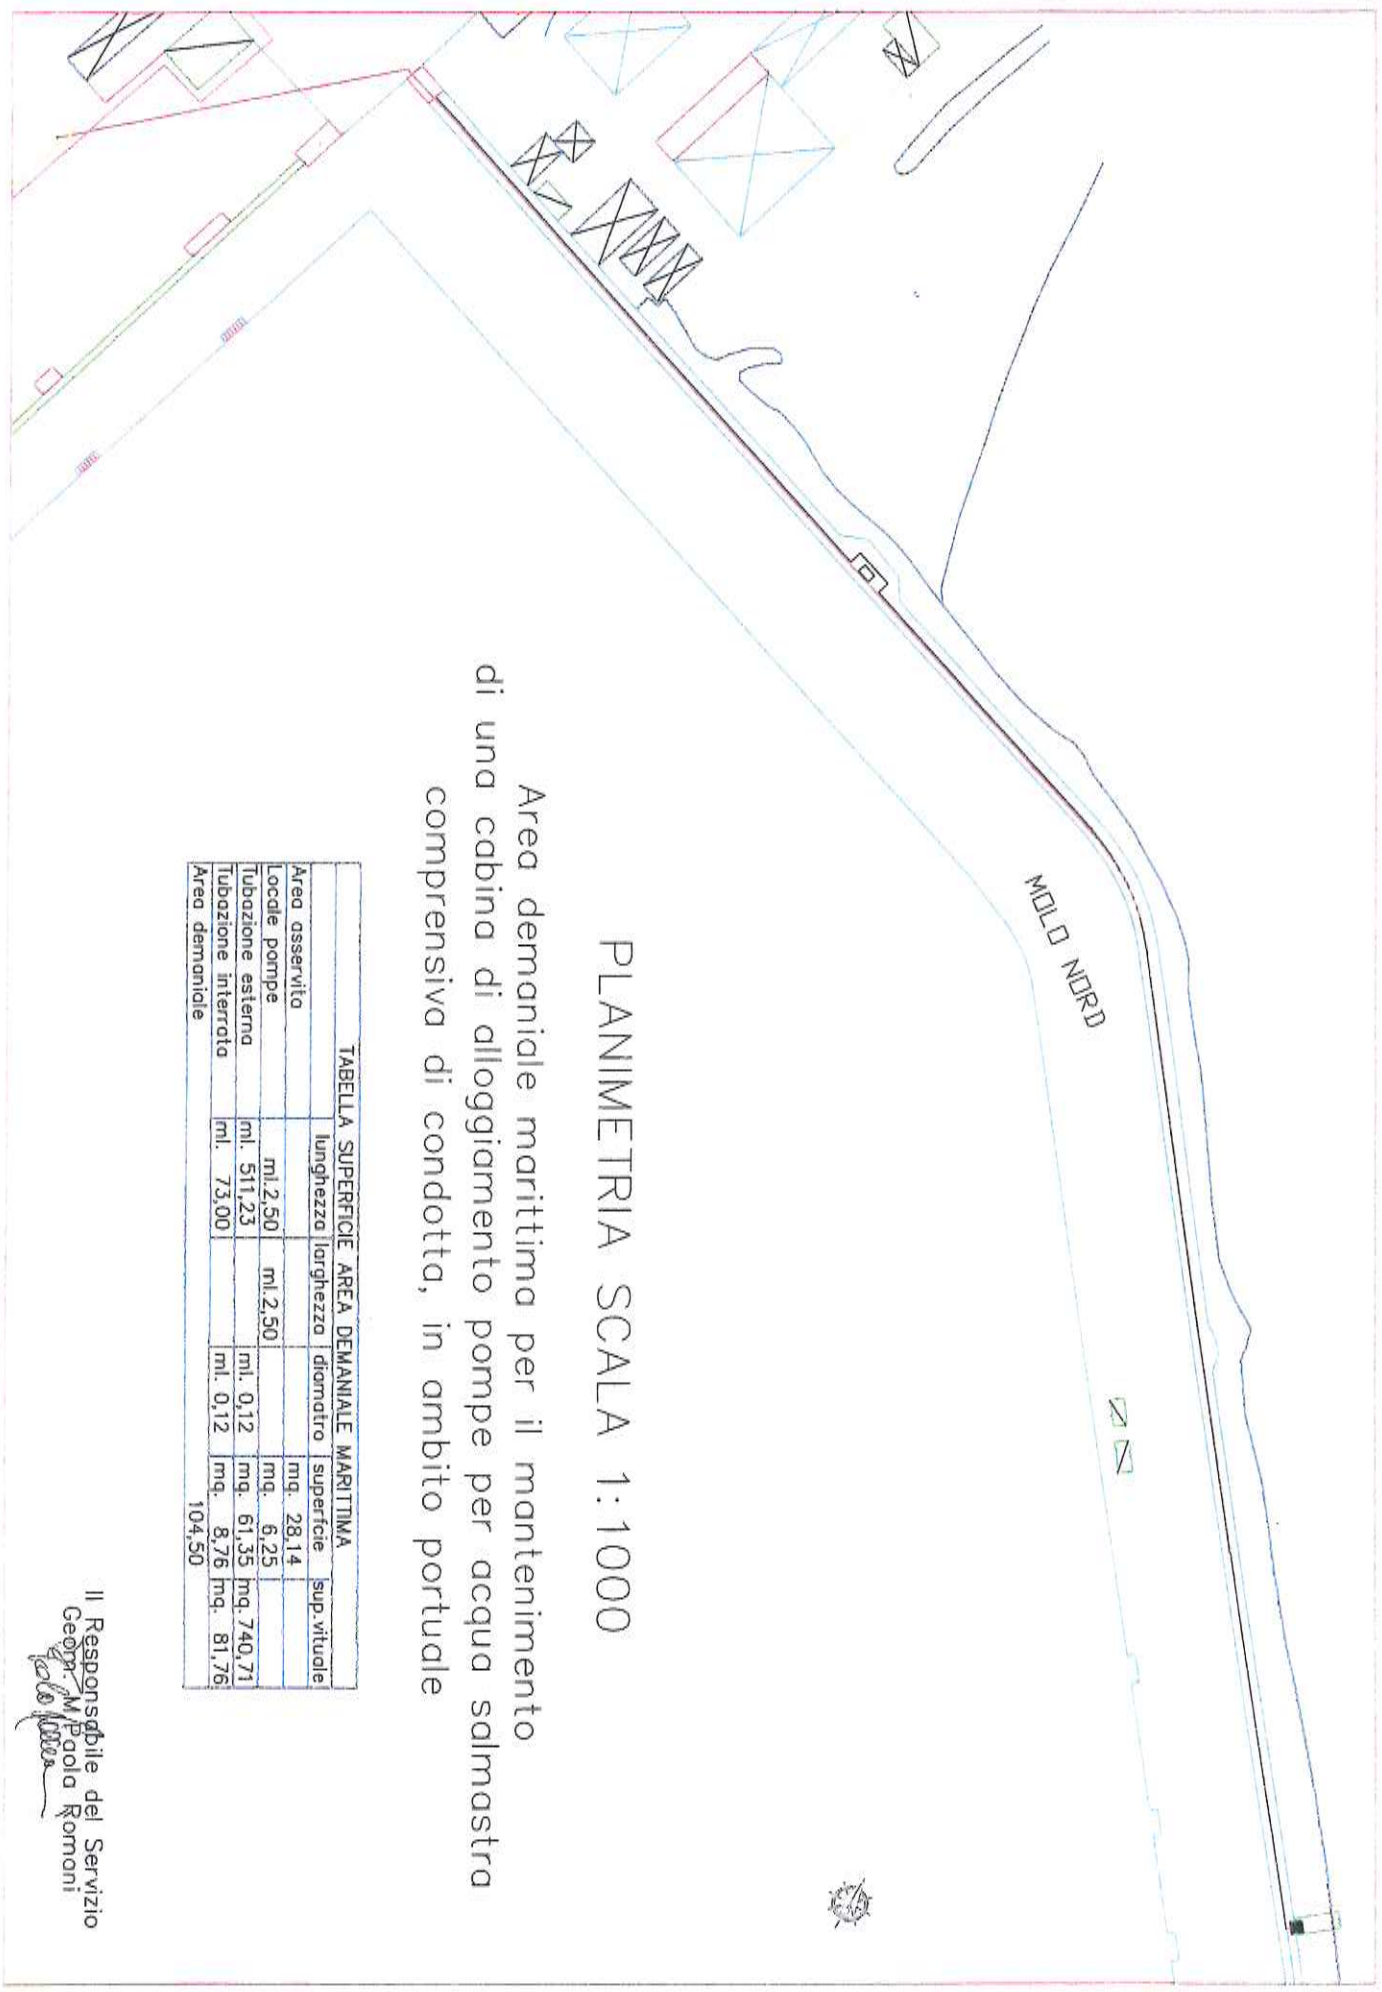 MOLO NORD
PLANIMETRIA SCALA 1:1000
Area demaniale marittima per il mantenimento
di una cabina di alloggiamento pompe per acqua salmastra
comprensiva di condotta, in ambito portuale
TABELLA SUPERFICIE AREA DEMANIALE MARITTIMA
lunghezza larghezza diamatro superfcie sup.vituale
Area asservita mq. 28,14
Locale pompe ml.2,50 ml.2,50 mq. 6,25
Tubazione esterna ml. 511,23 ml. 0,12 mq. 61,35 mq. 740,71
Tubazione interrata ml. 73,00 ml. 0,12 mq. 8,76 mq. 81,76
Area demaniale 104,50
Il Responsabile del Servizio
Geom. M Paola Romani